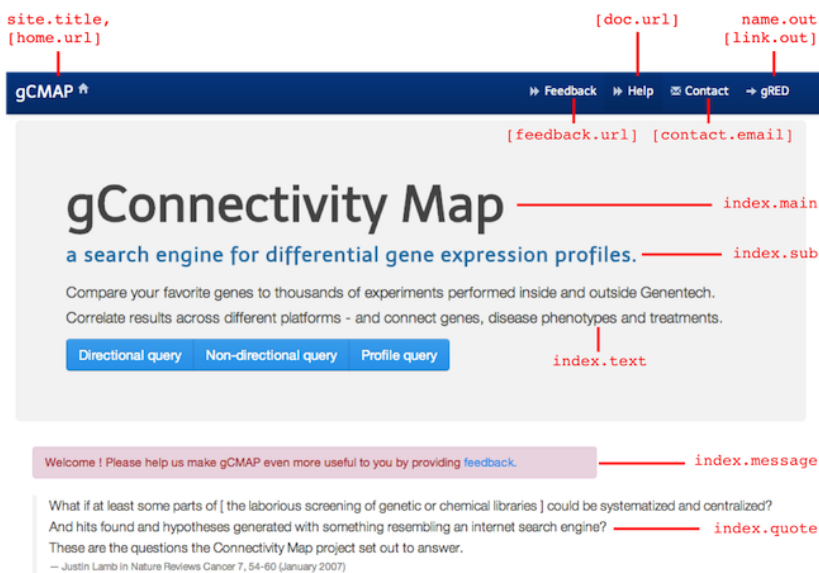 site.title,
[home.url]
[doc.url]
name.out
[link.out]
gCMAP
Feedback
Help
Contact
gRED
[feedback.url]
[contact.email]
gConnectivity Map
index.main
a search engine for differential gene expression profiles.
index.sub
Compare your favorite genes to thousands of experiments performed inside and outside Genentech.
Correlate results across different platforms - and connect genes, disease phenotypes and treatments.
Directional query
Non-directional query
Profile query
index.text
Welcome ! Please help us make gCMAP even more useful to you by providing feedback.
index.message
What if at least some parts of [ the laborious screening of genetic or chemical libraries ] could be systematized and centralized?
And hits found and hypotheses generated with something resembling an internet search engine?
index.quote
These are the questions the Connectivity Map project set out to answer.
— Justin Lamb in Nature Reviews Cancer 7, 54-60 (January 2007)